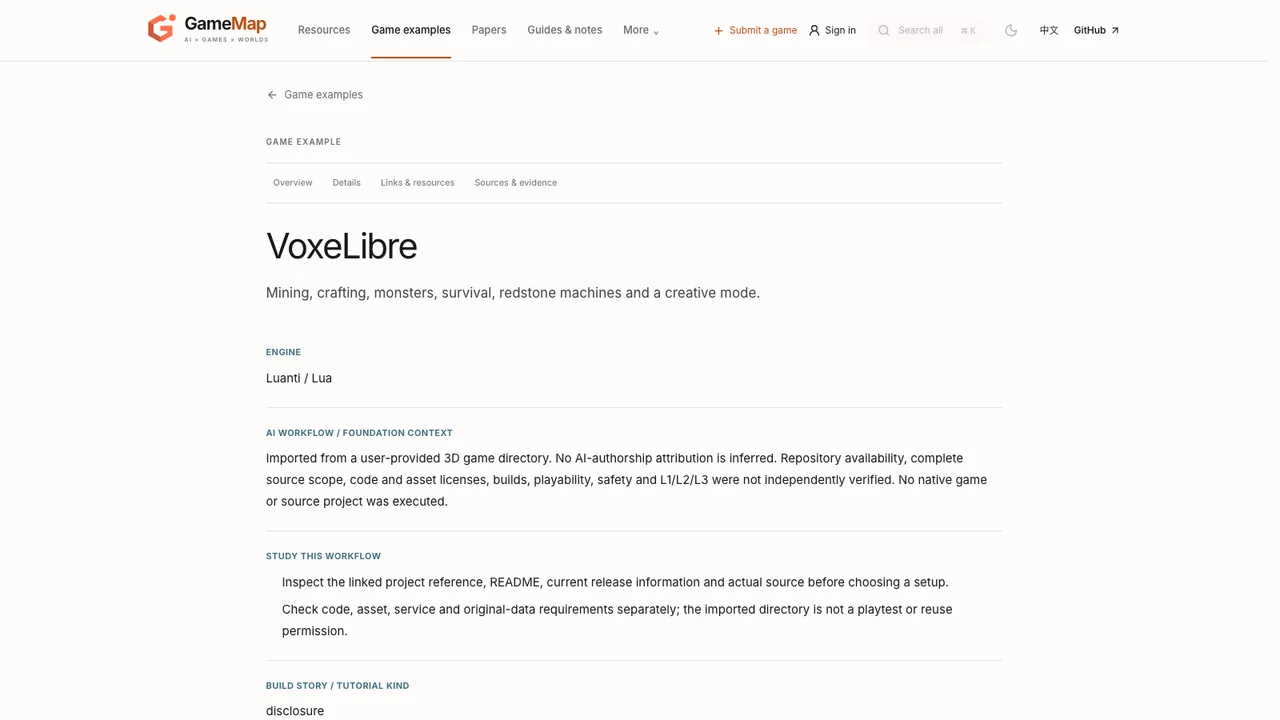 GameMap
AI × GAMES × WORLDS
Resources
Game examples
Papers
Guides & notes
More
+ Submit a game
Sign in
Search all
⌘ K
中文
GitHub ↗
← Game examples
GAME EXAMPLE
Overview
Details
Links & resources
Sources & evidence
VoxeLibre
Mining, crafting, monsters, survival, redstone machines and a creative mode.
ENGINE
Luanti / Lua
AI WORKFLOW / FOUNDATION CONTEXT
Imported from a user-provided 3D game directory. No AI-authorship attribution is inferred. Repository availability, complete
source scope, code and asset licenses, builds, playability, safety and L1/L2/L3 were not independently verified. No native game
or source project was executed.
STUDY THIS WORKFLOW
Inspect the linked project reference, README, current release information and actual source before choosing a setup.
Check code, asset, service and original-data requirements separately; the imported directory is not a playtest or reuse
permission.
BUILD STORY / TUTORIAL KIND
disclosure